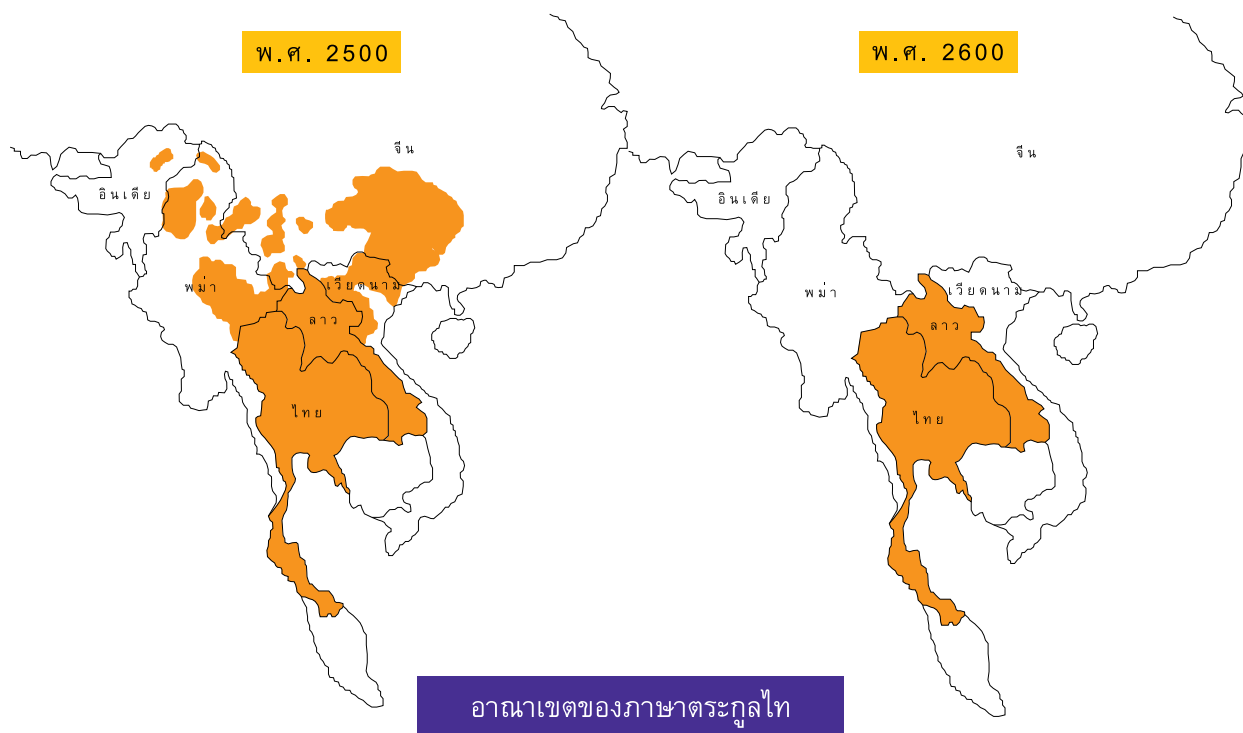 พ.ศ. 2500
พ.ศ. 2600
จีน
อินเดีย
พม่า
เวียดนาม
ลาว
ไทย
จีน
อินเดีย
พม่า
เวียดนาม
ลาว
ไทย
อาณาเขตของภาษาตระกูลไท